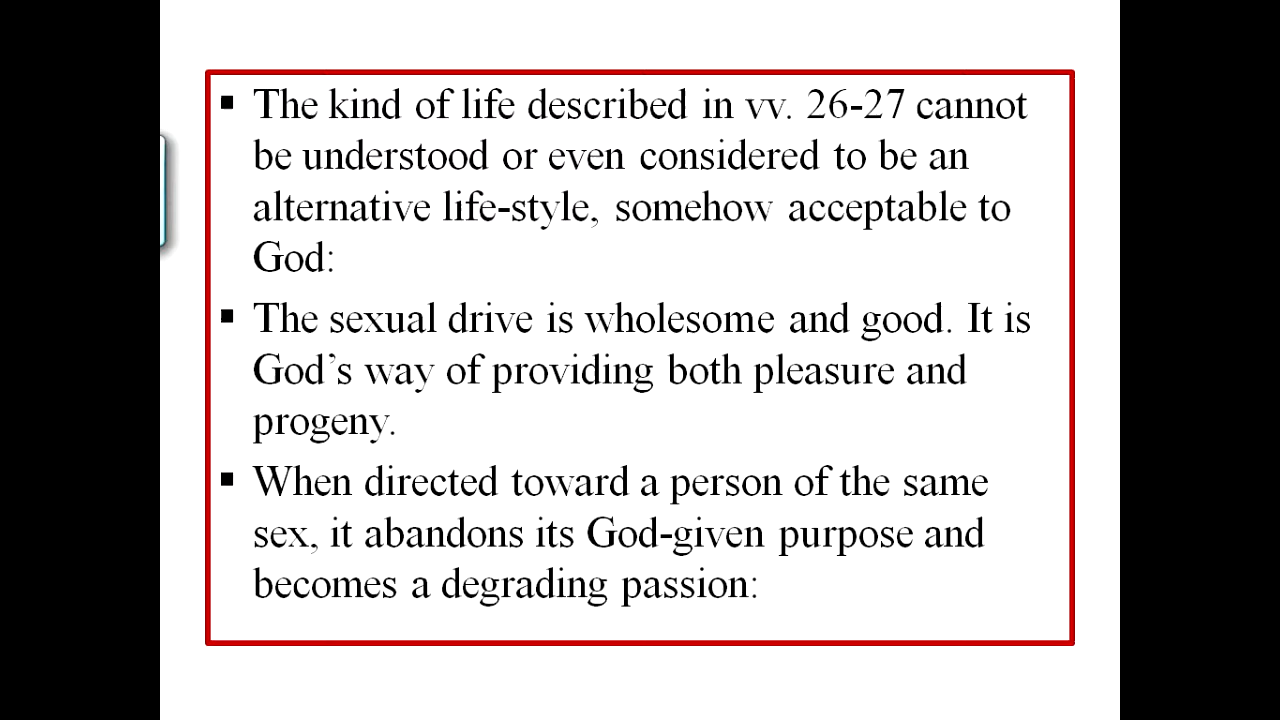 ▪ The kind of life described in vv. 26-27 cannot
be understood or even considered to be an
alternative life-style, somehow acceptable to
God:
▪ The sexual drive is wholesome and good. It is
God’s way of providing both pleasure and
progeny.
▪ When directed toward a person of the same
sex, it abandons its God-given purpose and
becomes a degrading passion: